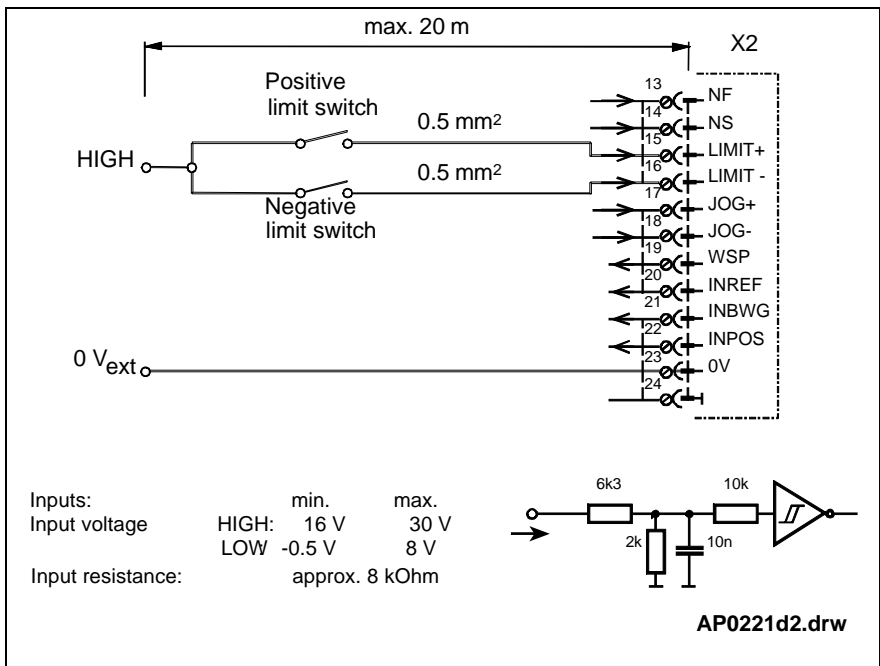 max. 20 m
X2
Positive
limit switch
0.5 mm2
HIGH
0.5 mm2
Negative
limit switch
13
NF
14
NS
15
LIMIT+
16
LIMIT -
17
JOG+
18
JOG-
19
WSP
20
INREF
21
INBWG
22
INPOS
23
0V
24
0 Vext
Inputs: min. max.
Input voltage HIGH: 16 V 30 V
LOW -0.5 V 8 V
Input resistance: approx. 8 kOhm
6k3
10k
2k
10n
AP0221d2.drw